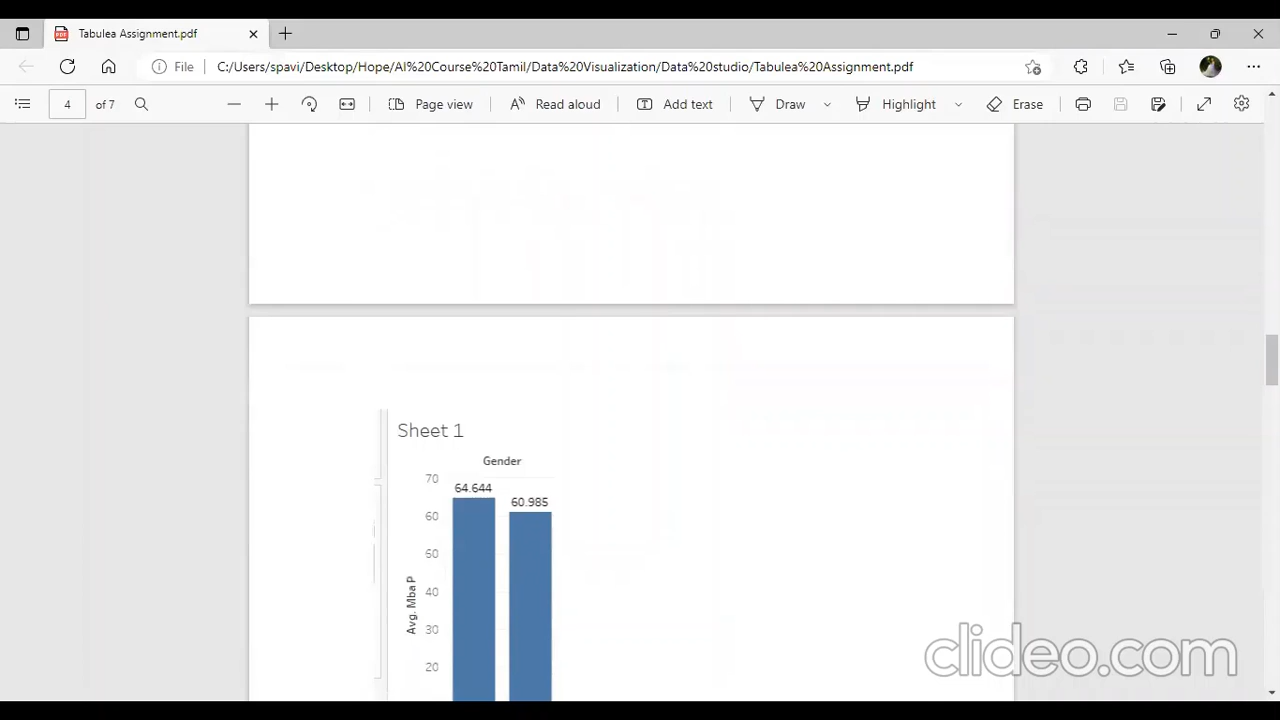 Tabulea Assignment.pdf
File C:/Users/spavi/Desktop/Hope/AI%20Course%20Tamil/Data%20Visualization/Data%20studio/Tabulea%20Assignment.pdf
4 of 7 Page view Read aloud Add text Draw Highlight Erase
Sheet 1
Gender
70
64.644
60.985
60
50
40
Avg. Mba P
30
20
clideo.com